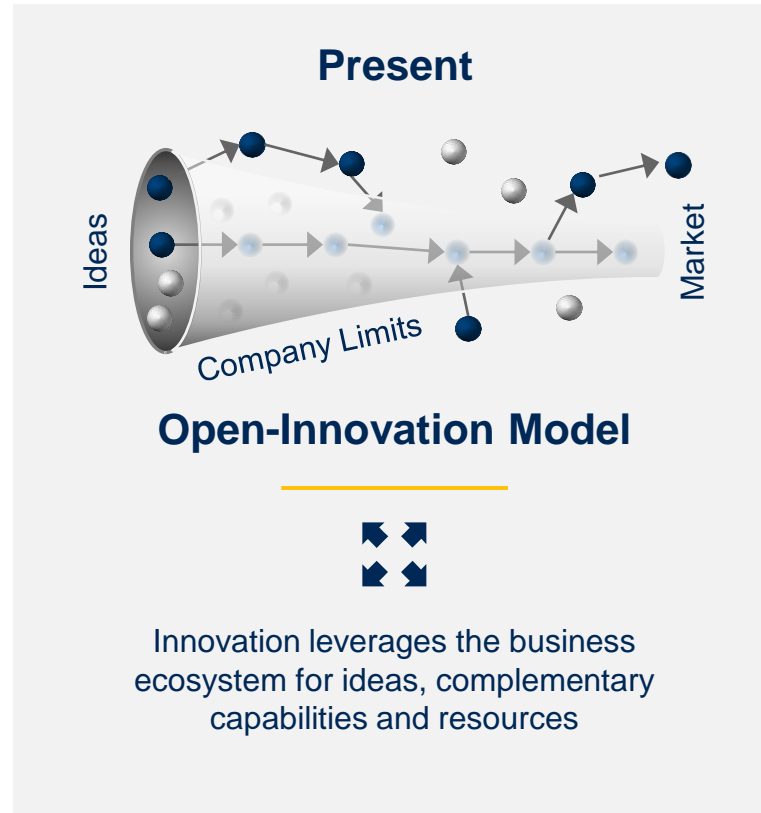 Present
Ideas
Market
Company Limits
Open-Innovation Model
Innovation leverages the business
ecosystem for ideas, complementary
capabilities and resources